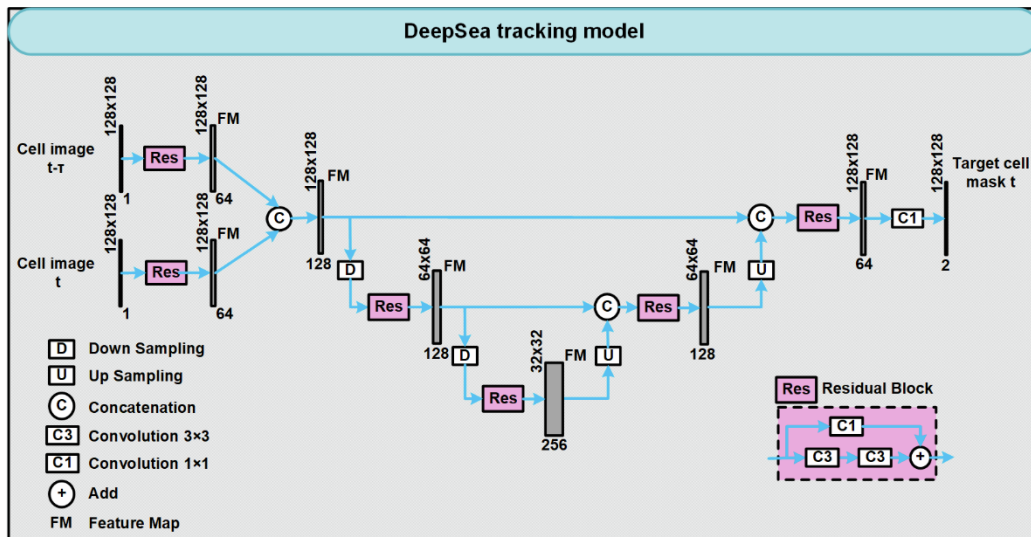 DeepSea tracking model
Cell image
t-τ
128x128
1
Res
128x128
FM
64
Cell image
t
128x128
1
Res
128x128
FM
64
C
128x128
FM
128
D
Res
64x64
FM
128
D
Res
32x32
FM
256
U
C
Res
64x64
FM
128
U
C
Res
128x128
FM
64
C1
128x128
2
Target cell
mask t
D Down Sampling
U Up Sampling
C Concatenation
C3 Convolution 3×3
C1 Convolution 1×1
+ Add
FM Feature Map
Res Residual Block
C1
C3 C3 +